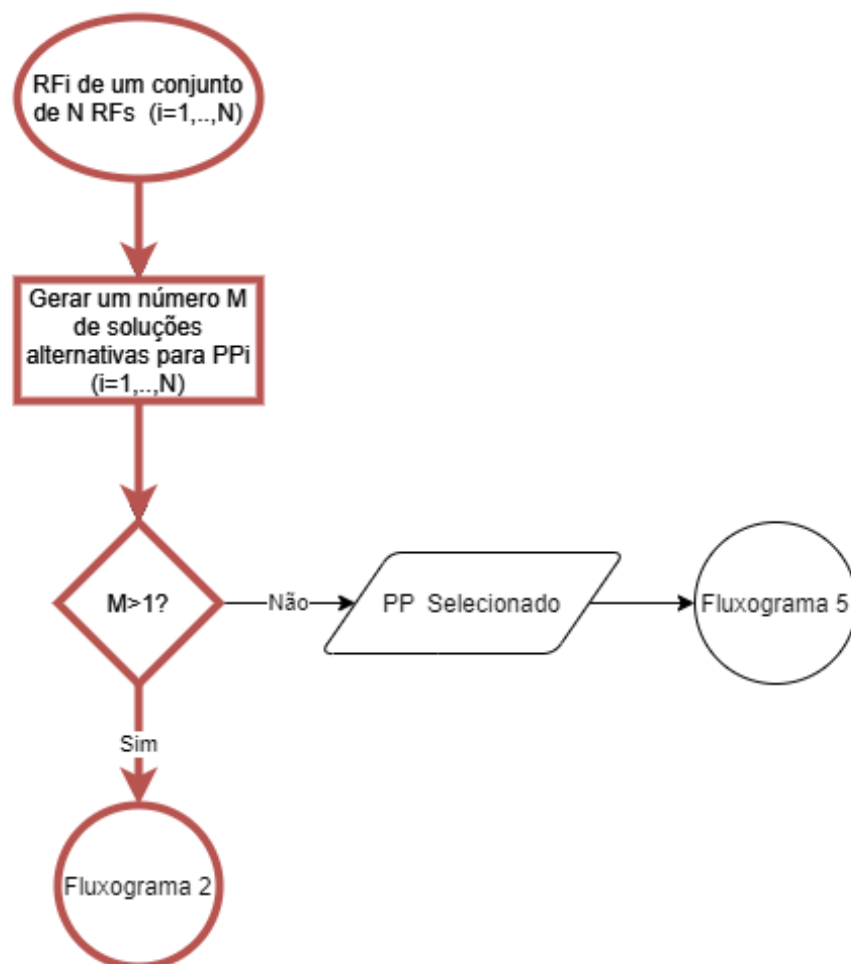 RFi de um conjunto
de N RFs (i=1,..,N)
Gerar um número M
de soluções
alternativas para PPi
(i=1,..,N)
M>1?
Não
PP Selecionado
Fluxograma 5
Sim
Fluxograma 2